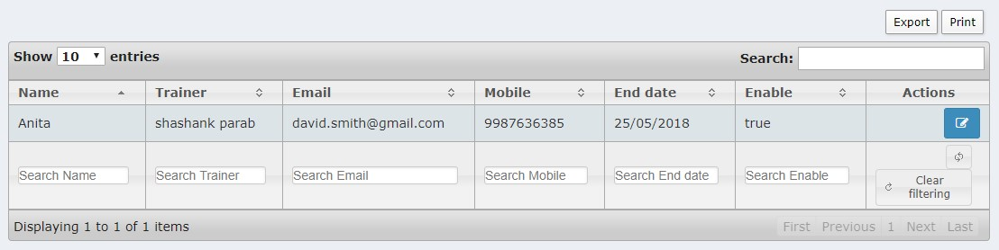 Export Print
Show 10 entries Search:
Name Trainer Email Mobile End date Enable Actions
Anita shashank parab david.smith@gmail.com 9987636385 25/05/2018 true
Search Name Search Trainer Search Email Search Mobile Search End date Search Enable
Clear
filtering
Displaying 1 to 1 of 1 items First Previous 1 Next Last